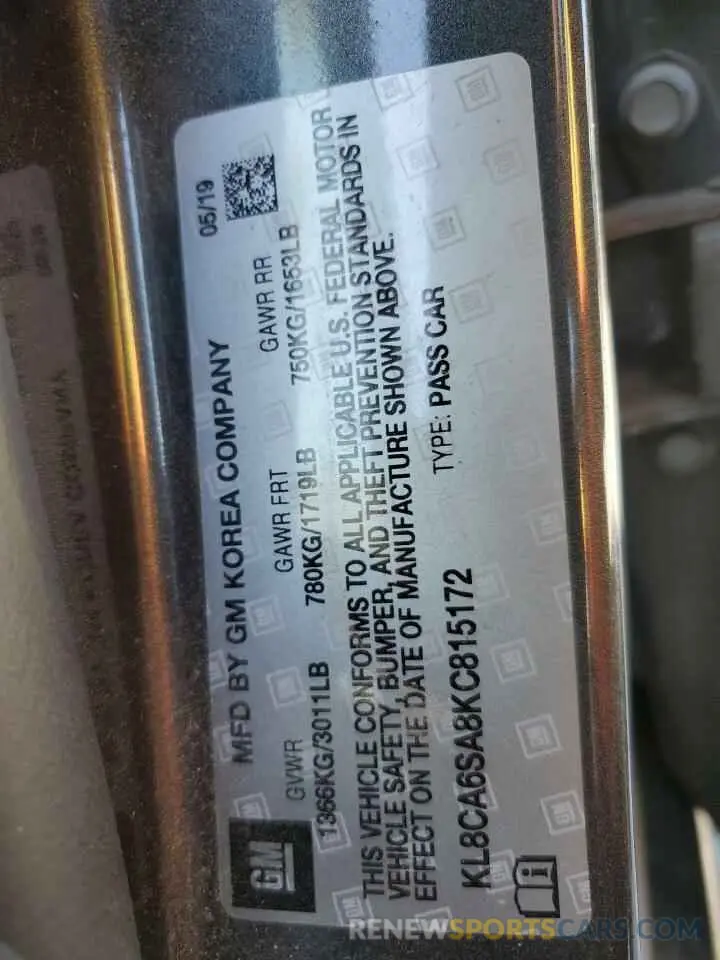 MFD BY GM KOREA COMPANY 05/19
GM
GVWR GAWR FRT GAWR RR
1366KG/3011LB 780KG/1719LB 750KG/1653LB
THIS VEHICLE CONFORMS TO ALL APPLICABLE U.S. FEDERAL MOTOR
VEHICLE SAFETY, BUMPER, AND THEFT PREVENTION STANDARDS IN
EFFECT ON THE DATE OF MANUFACTURE SHOWN ABOVE.
KL8CA6SA8KC815172 TYPE: PASS CAR
RENEWSPORTSCARS.COM